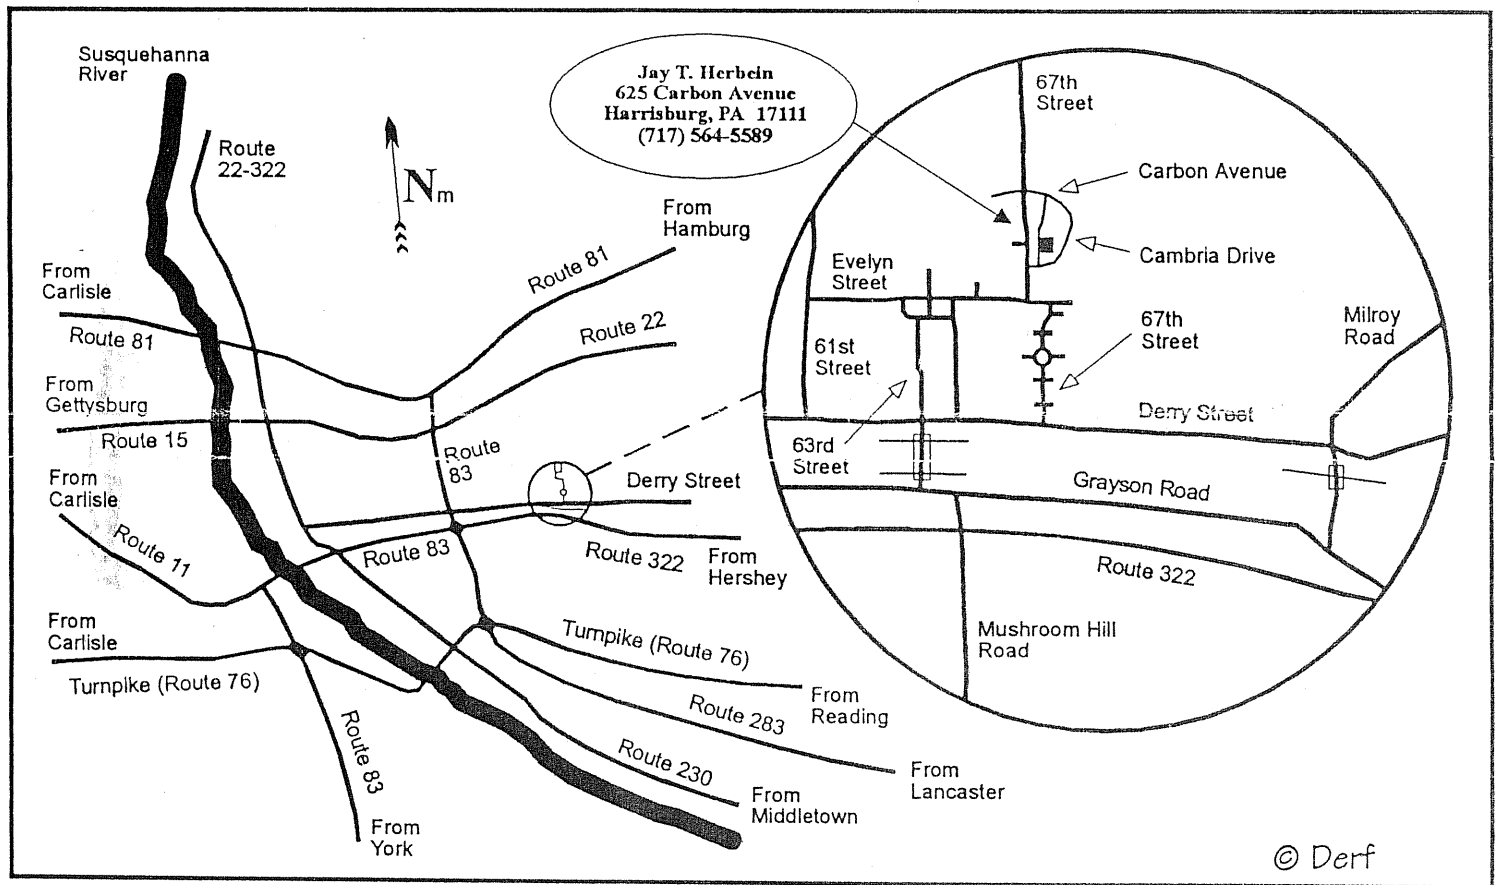 Susquehanna
River
Route
22-322
Nm
Jay T. Herbein
625 Carbon Avenue
Harrisburg, PA 17111
(717) 564-5589
67th
Street
Carbon Avenue
Cambria Drive
From
Hamburg
Route 81
Route 22
From
Carlisle
Route 81
From
Gettysburg
Route 15
Evelyn
Street
61st
Street
67th
Street
Milroy
Road
Derry Street
63rd
Street
Grayson Road
Route 322
Mushroom Hill
Road
Route
83
Derry Street
From
Carlisle
Route 11
Route 83
Route 322
From
Hershey
From
Carlisle
Turnpike (Route 76)
Turnpike (Route 76)
From
Reading
Route 283
From
Lancaster
Route 230
From
Middletown
Route 83
From
York
© Derf